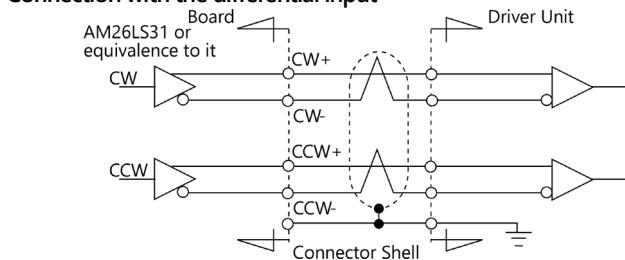 Connection with the differential input
Board
Driver Unit
AM26LS31 or
equivalence to it
CW
CW+
CW-
CCW+
CCW
CCW-
Connector Shell